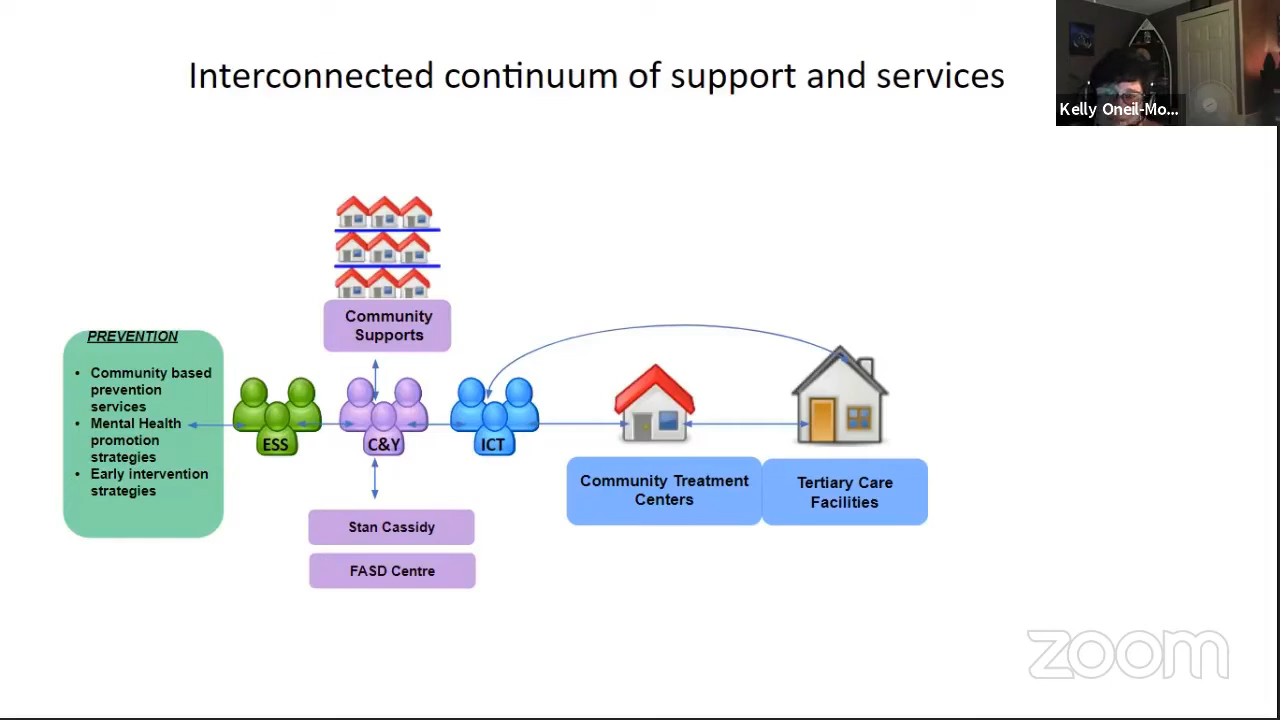 Interconnected continuum of support and services
Kelly Oneil-Mo...
Community
Supports
PREVENTION
• Community based
prevention
services
• Mental Health
promotion
strategies
• Early intervention
strategies
ESS
C&Y
ICT
Community Treatment
Centers
Tertiary Care
Facilities
Stan Cassidy
FASD Centre
zoom